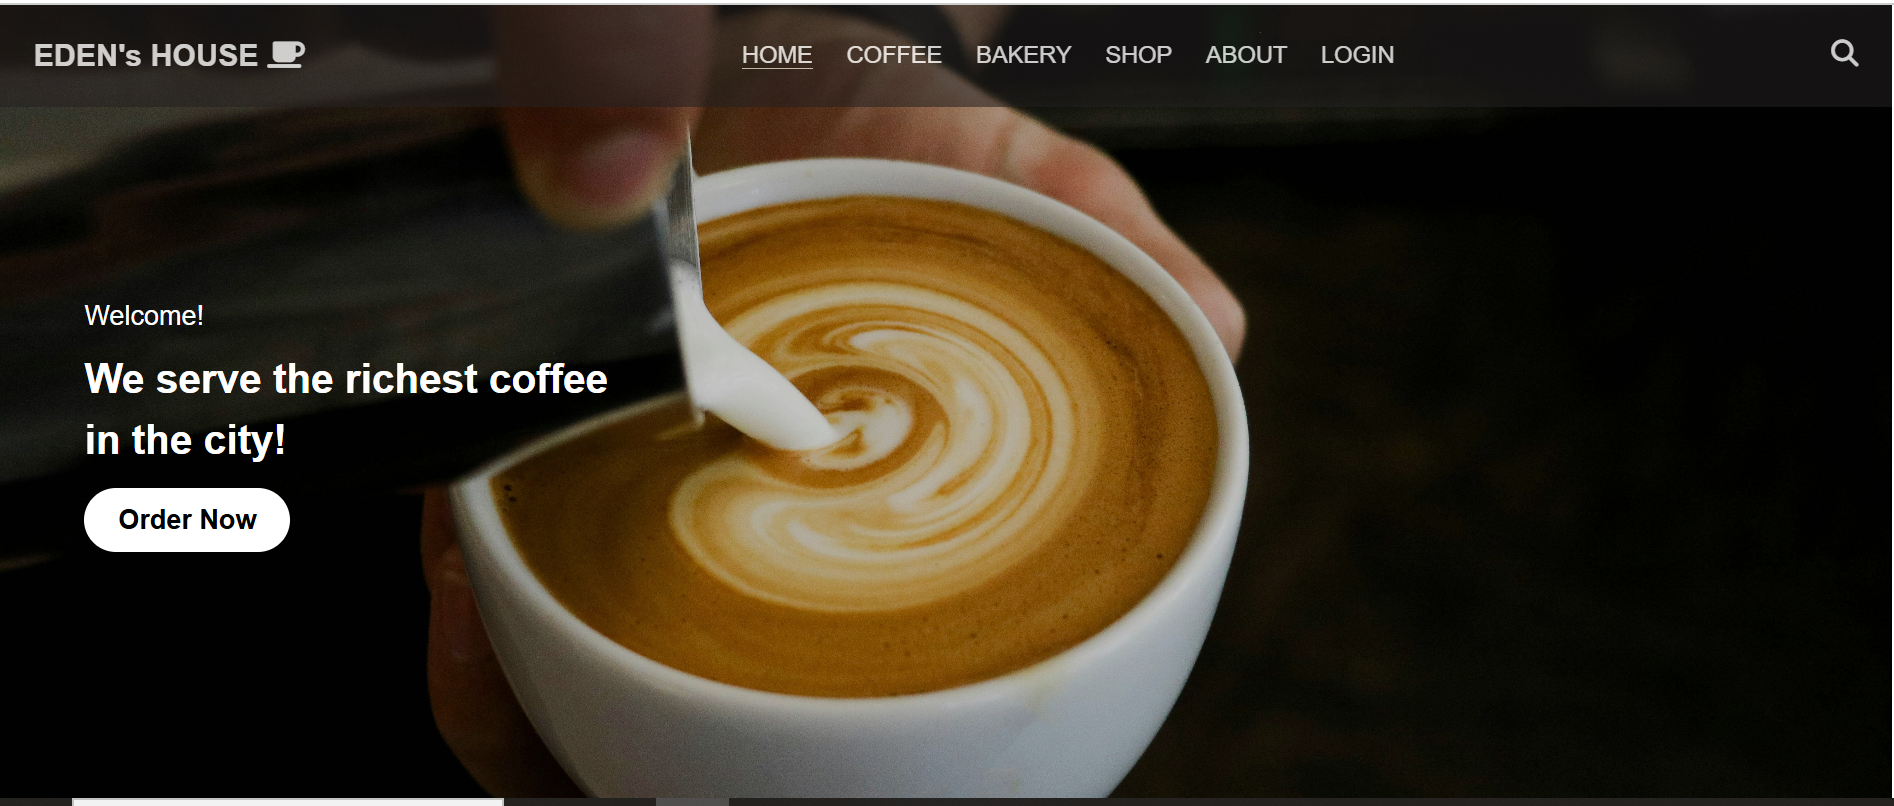 EDEN's HOUSE
HOME COFFEE BAKERY SHOP ABOUT LOGIN
Welcome!
We serve the richest coffee
in the city!
Order Now